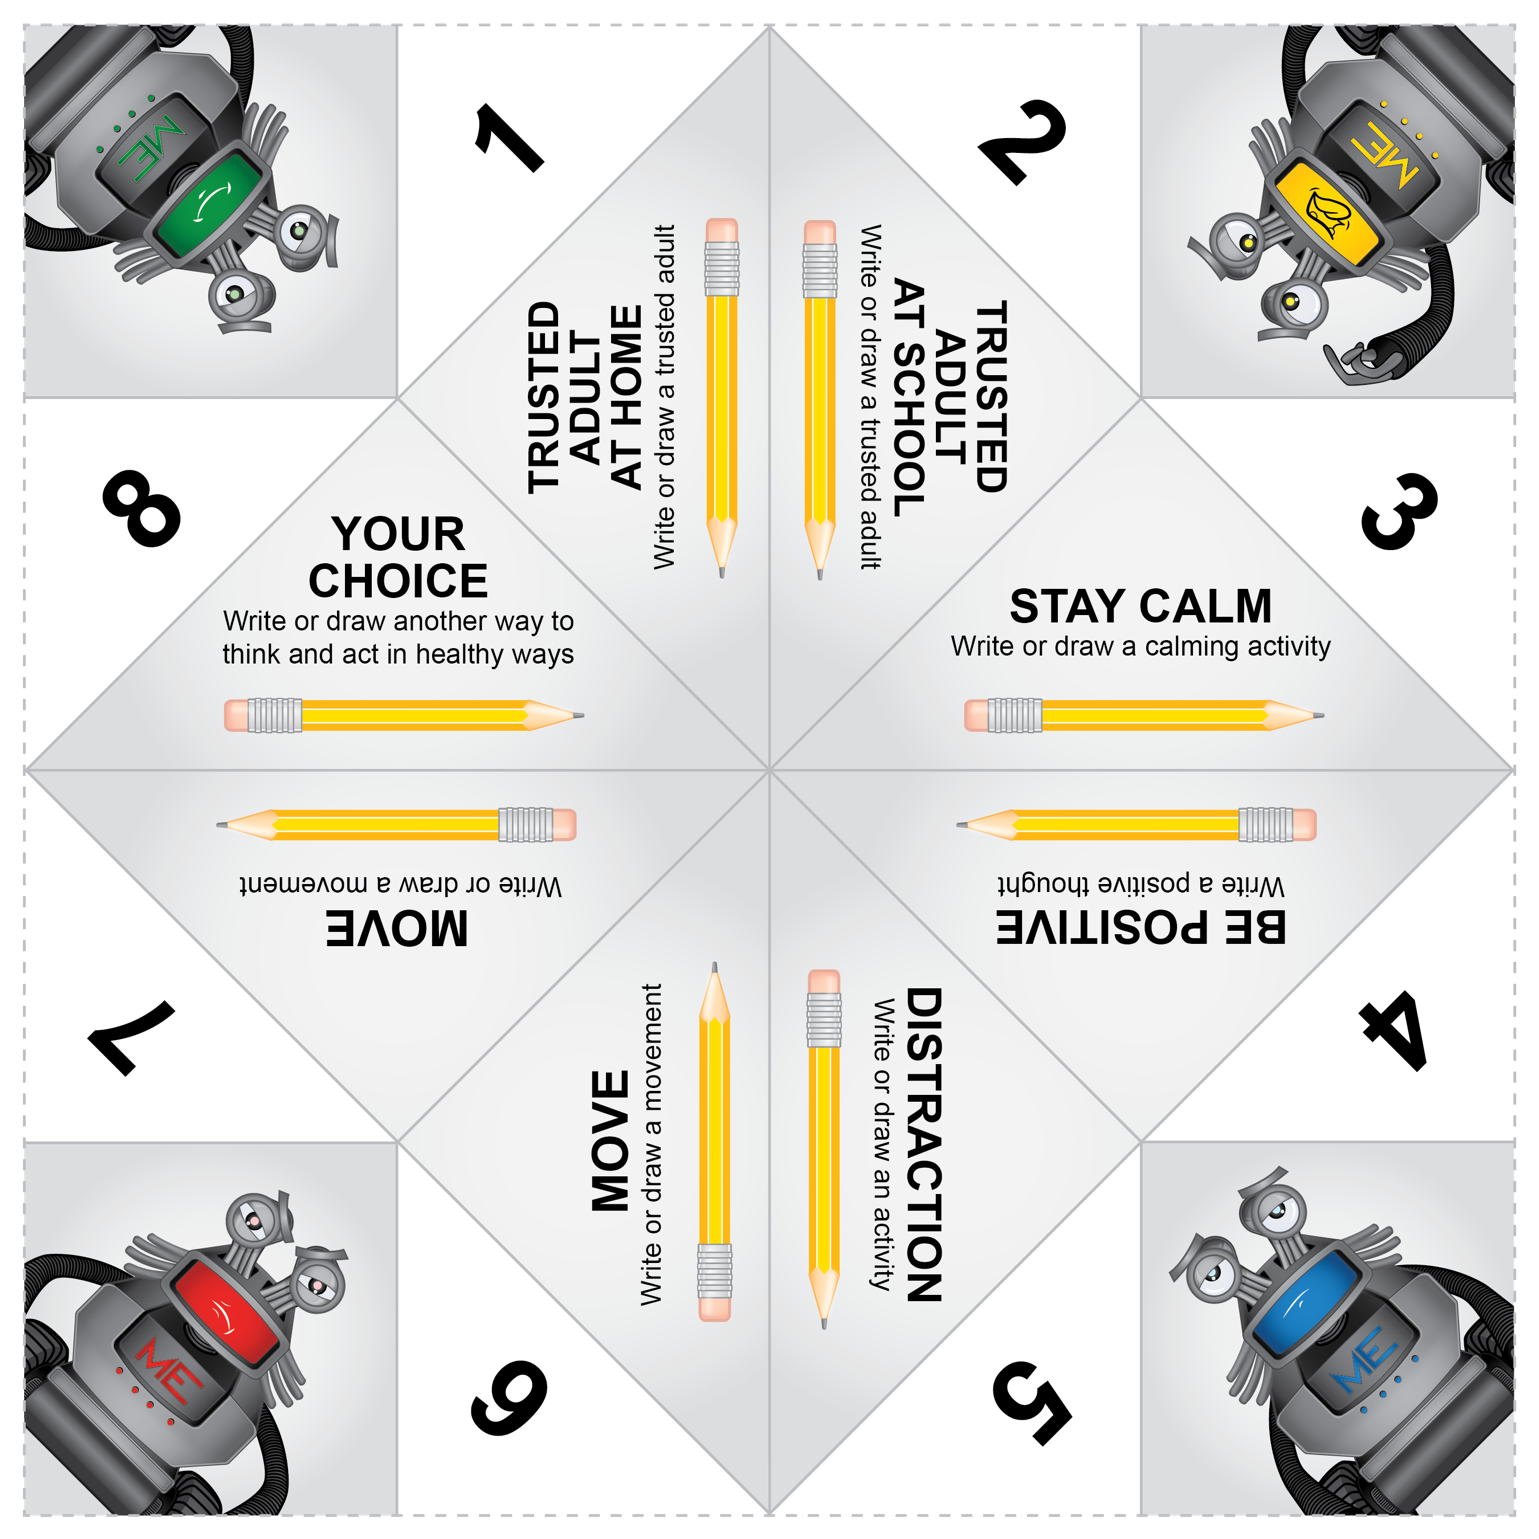 ME
1
2
ME
TRUSTED
ADULT
AT HOME
Write or draw a trusted adult
TRUSTED
ADULT
AT SCHOOL
Write or draw a trusted adult
8
YOUR
CHOICE
Write or draw another way to
think and act in healthy ways
3
STAY CALM
Write or draw a calming activity
MOVE
Write or draw a movement
7
BE POSITIVE
Write a positive thought
4
MOVE
Write or draw a movement
DISTRACTION
Write or draw an activity
ME
6
5
ME